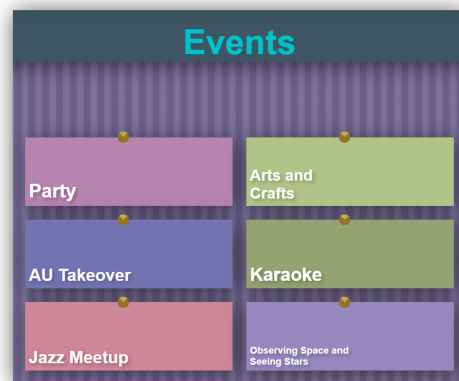 Events
Party
Arts and
Crafts
AU Takeover
Karaoke
Jazz Meetup
Observing Space and
Seeing Stars